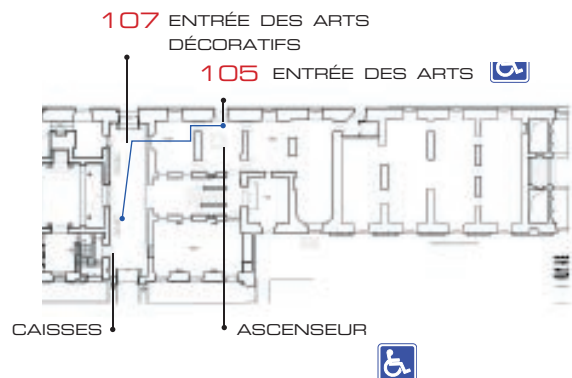 107 ENTRÉE DES ARTS
DÉCORATIFS
105 ENTRÉE DES ARTS
CAISSES
ASCENSEUR